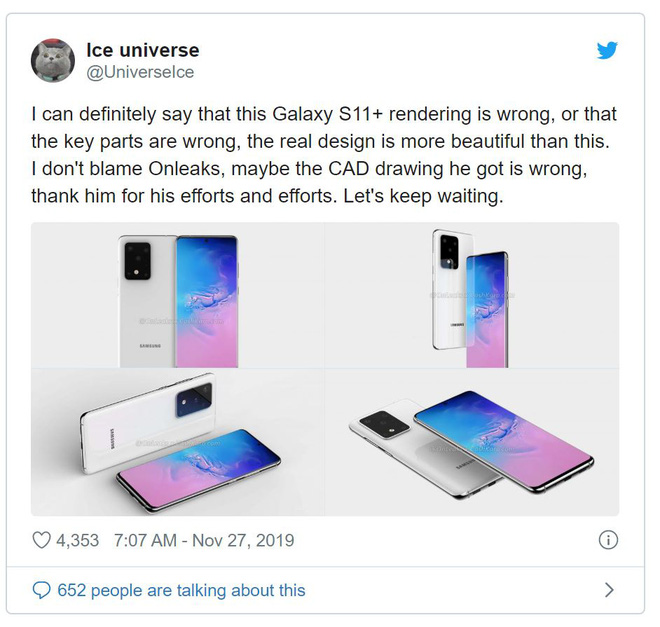 Ice universe
@UniverseIce
I can definitely say that this Galaxy S11+ rendering is wrong, or that
the key parts are wrong, the real design is more beautiful than this.
I don't blame Onleaks, maybe the CAD drawing he got is wrong,
thank him for his efforts and efforts. Let's keep waiting.
SAMSUNG
SAMSUNG
SAMSUNG
SAMSUNG
4,353 7:07 AM - Nov 27, 2019
652 people are talking about this